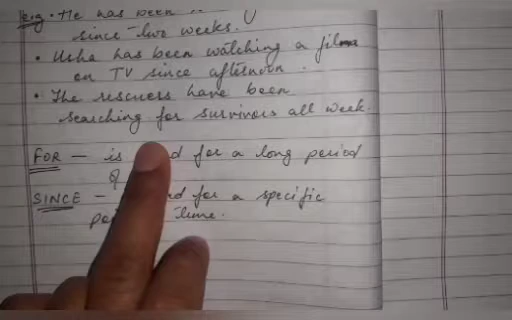 e.g. • He has been
since two weeks.
• Usha has been watching a film
on TV since afternoon.
• The rescuers have been
searching for survivors all week.
FOR — is for a long period
SINCE — for a specific
time.